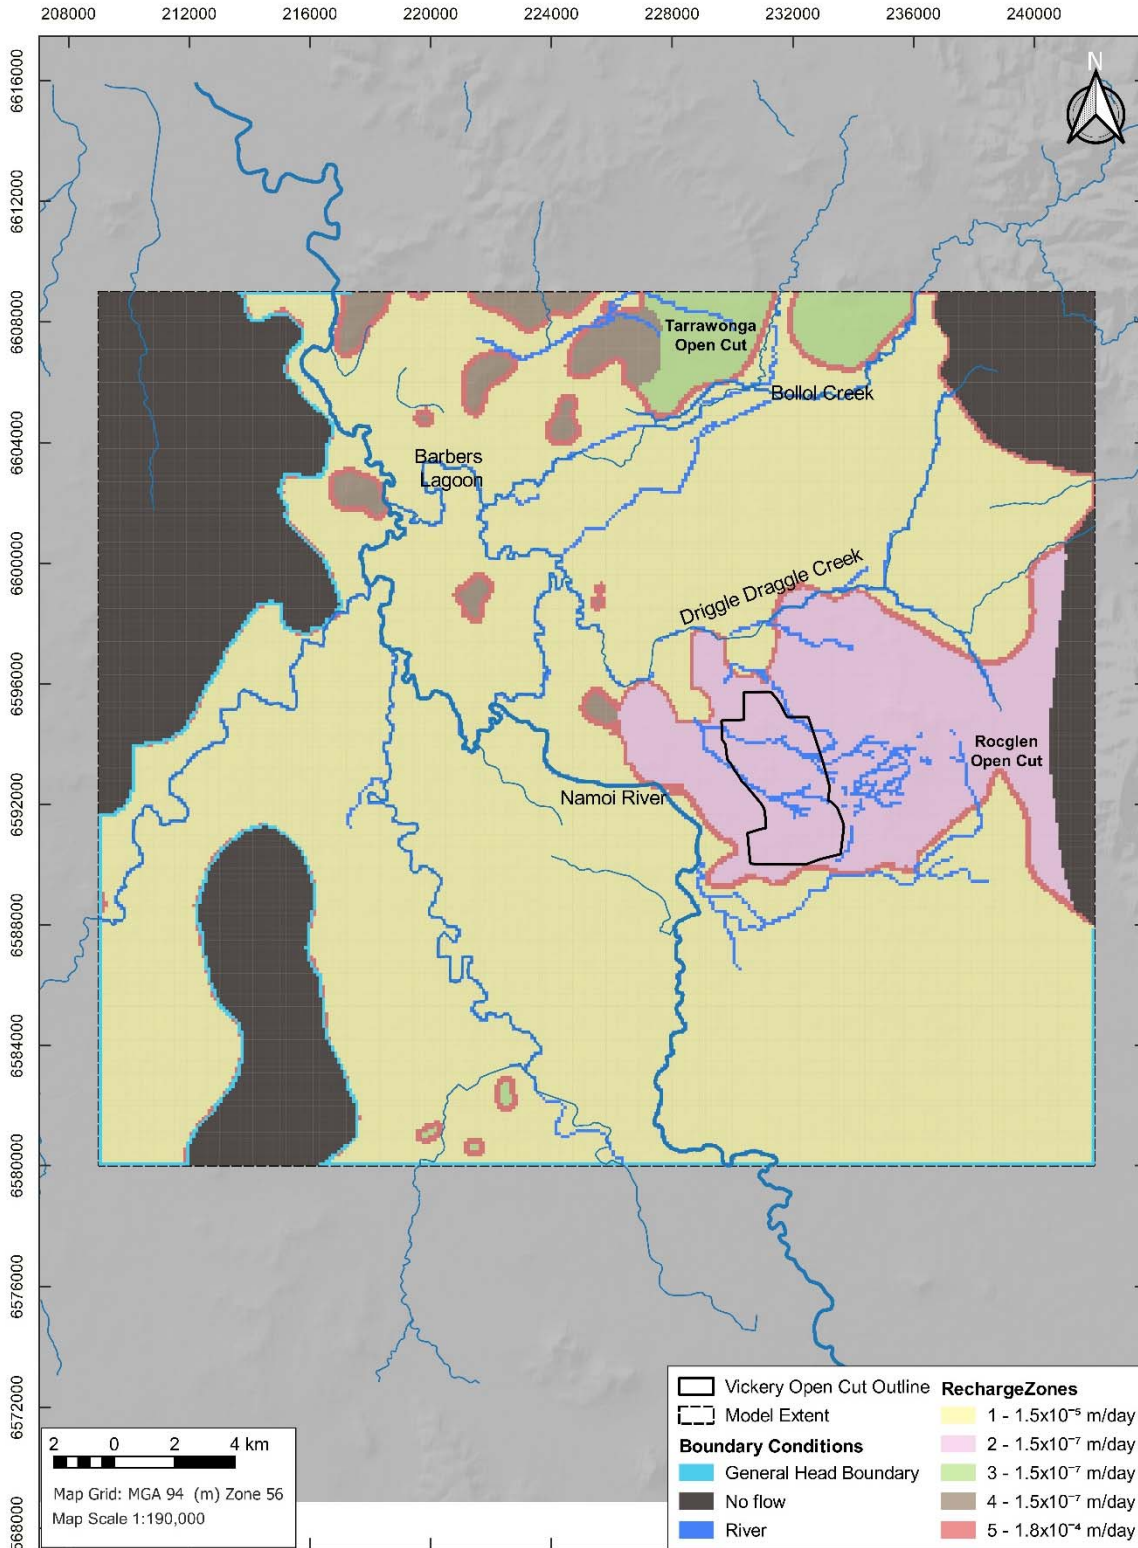 208000 212000 216000 220000 224000 228000 232000 236000 240000
6616000
6612000
6608000
6604000
6600000
6596000
6592000
6588000
6584000
6580000
6576000
6572000
568000
N
Tarrawonga
Open Cut
Bollol Creek
Barbers
Lagoon
Driggle Draggle Creek
Rocglen
Open Cut
Namoi River
2 0 2 4 km
Map Grid: MGA 94 (m) Zone 56
Map Scale 1:190,000
Vickery Open Cut Outline
Model Extent
Boundary Conditions
General Head Boundary
No flow
River
RechargeZones
1 - 1.5x10⁻⁵ m/day
2 - 1.5x10⁻⁷ m/day
3 - 1.5x10⁻⁷ m/day
4 - 1.5x10⁻⁷ m/day
5 - 1.8x10⁻⁴ m/day